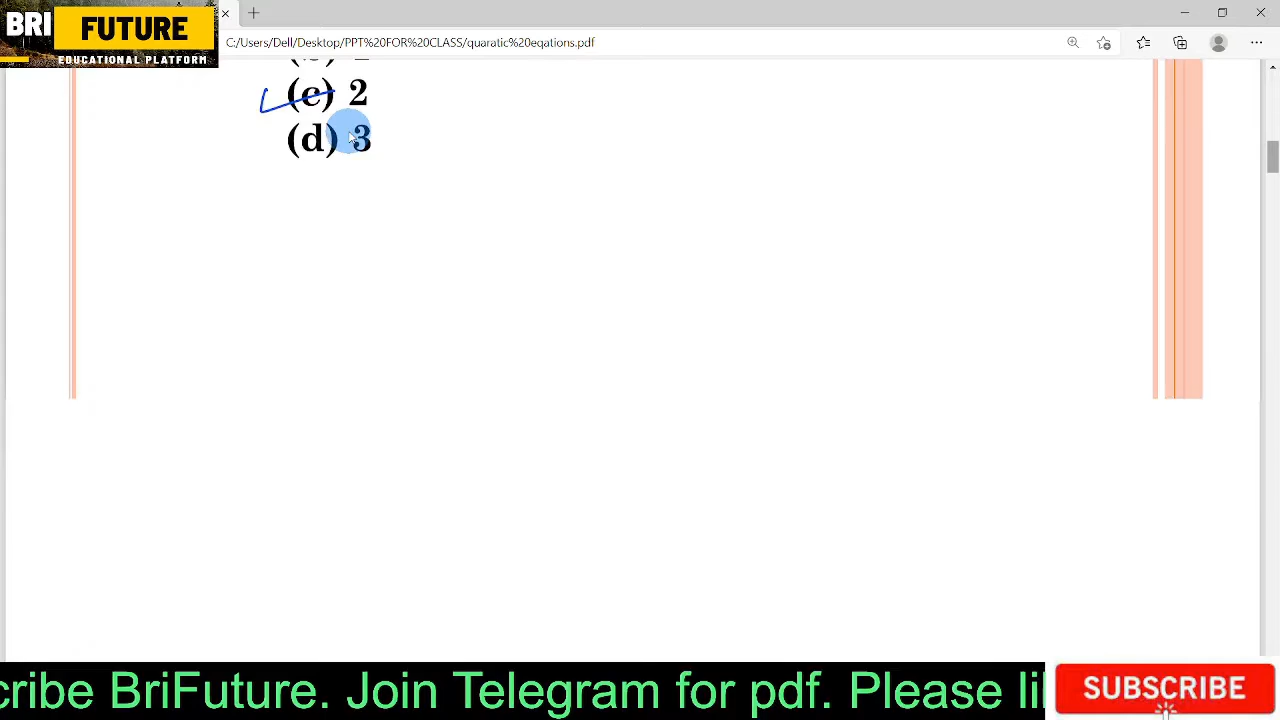 BRI
FUTURE
EDUCATIONAL PLATFORM
C:/Users/Dell/Desktop/PPT%20FOR%20CLASS/quaratic%20eqations.pdf
(c) 2
(d) 3
cribe BriFuture. Join Telegram for pdf. Please li
SUBSCRIBE